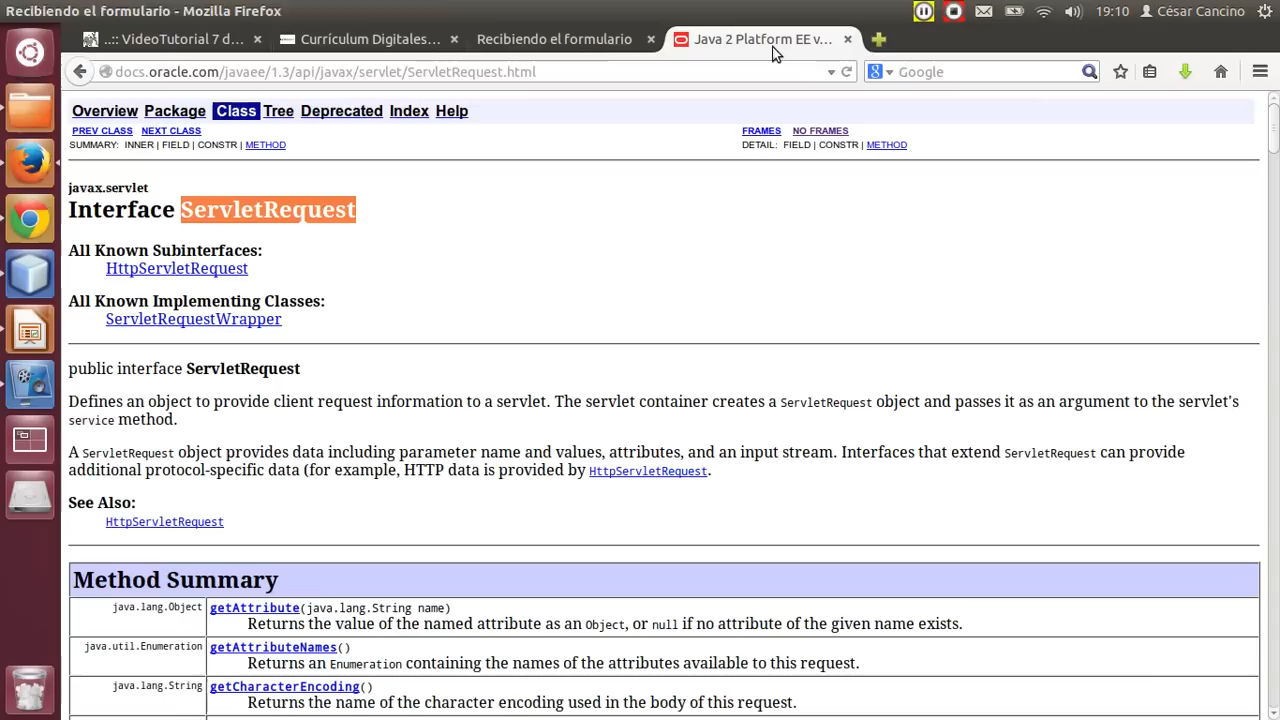 Recibiendo el formulario - Mozilla Firefox
19:10
César Cancino
..:: VideoTutorial 7 d...
Currículum Digitales...
Recibiendo el formulario
Java 2 Platform EE v...
docs.oracle.com/javaee/1.3/api/javax/servlet/ServletRequest.html
Google
Overview Package Class Tree Deprecated Index Help
PREV CLASS NEXT CLASS
FRAMES NO FRAMES
SUMMARY: INNER | FIELD | CONSTR | METHOD
DETAIL: FIELD | CONSTR | METHOD
javax.servlet
Interface ServletRequest
All Known Subinterfaces:
HttpServletRequest
All Known Implementing Classes:
ServletRequestWrapper
public interface ServletRequest
Defines an object to provide client request information to a servlet. The servlet container creates a ServletRequest object and passes it as an argument to the servlet's
service method.
A ServletRequest object provides data including parameter name and values, attributes, and an input stream. Interfaces that extend ServletRequest can provide
additional protocol-specific data (for example, HTTP data is provided by HttpServletRequest.
See Also:
HttpServletRequest
Method Summary
java.lang.Object getAttribute(java.lang.String name)
Returns the value of the named attribute as an Object, or null if no attribute of the given name exists.
java.util.Enumeration getAttributeNames()
Returns an Enumeration containing the names of the attributes available to this request.
java.lang.String getCharacterEncoding()
Returns the name of the character encoding used in the body of this request.